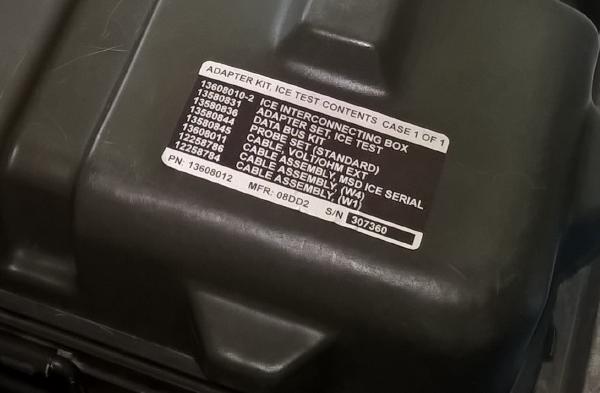 ADAPTER KIT, ICE TEST CONTENTS CASE 1 OF 1
13608010-2 ICE INTERCONNECTING BOX
13580831 ADAPTER SET, ICE TEST
13580836 DATA BUS KIT
13580844 PROBE SET (STANDARD)
13580845 CABLE, VOLT/OHM EXT
13608014 CABLE ASSEMBLY, MSD ICE SERIAL
12258786 CABLE ASSEMBLY, (W4)
12258784 CABLE ASSEMBLY, (W1)
PN: 13608012 MFR: 08DD2 S/N 307360